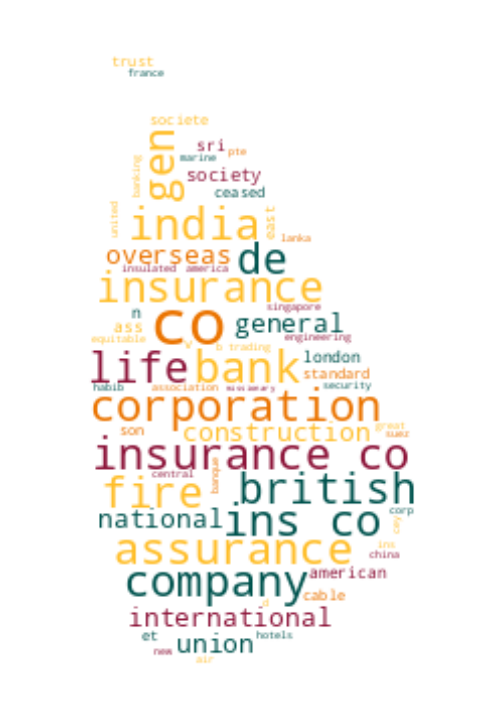 trust
france
societe
gen
sri
marine
pte
banking
society
ceased
united
india
east
lanka
overseas
de
insulated
america
insurance
singapore
n
co
general
ass
engineering
equitable
v
b
trading
life
bank
london
standard
habib
association
missionary
security
corporation
son
construction
great
suez
insurance co
central
banque
fire
british
national
ins co
corp
cey
assurance
ins
china
company
american
cable
d
international
et
union
hotels
new
air